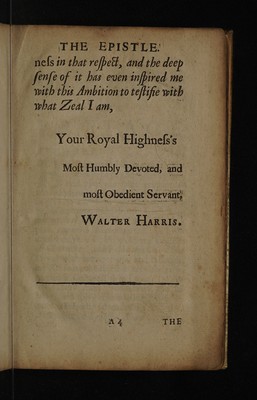 THE EPISTLE.
neſs in that reſpect, and the deep
ſenſe of it has even inſpired me
with this Ambition to teſtifie with
what Zeal I am,
Your Royal Highneſs's
Moſt Humbly Devoted, and
moſt Obedient Servant,
WALTER HARRIS.
A 4 THE